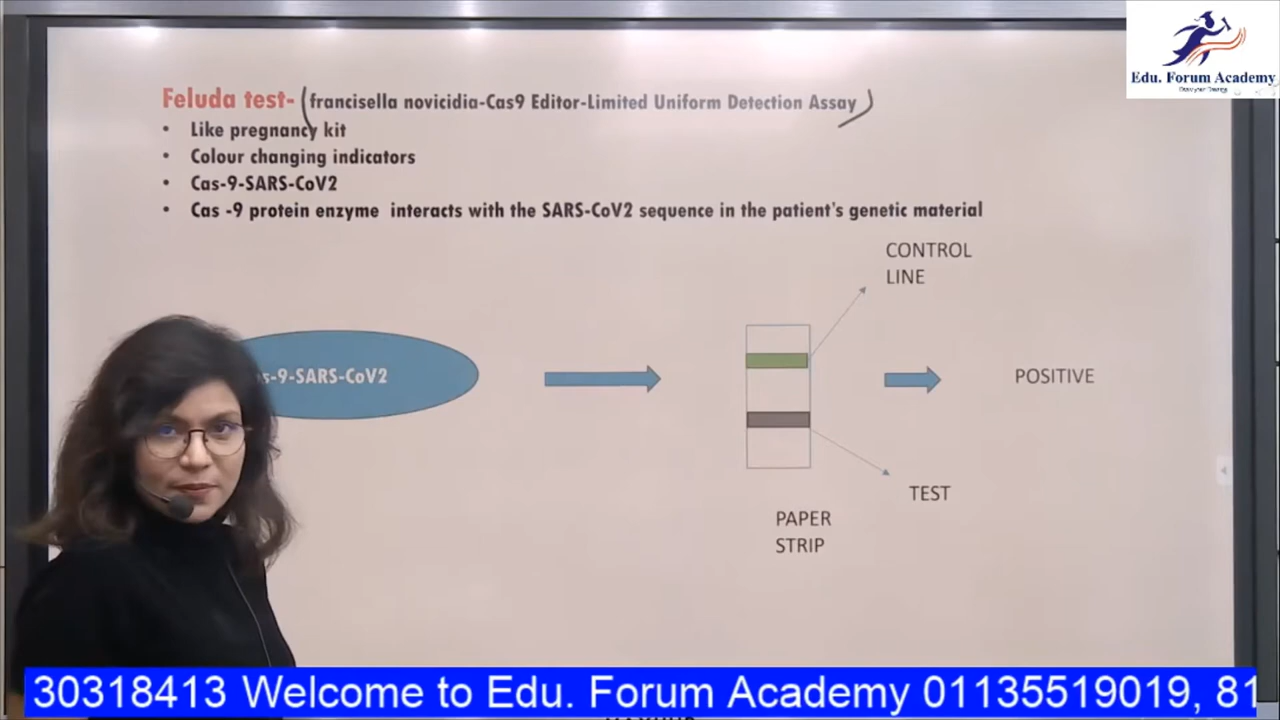 Edu. Forum Academy
Feluda test- (francisella novicidia-Cas9 Editor-Limited Uniform Detection Assay)
• Like pregnancy kit
• Colour changing indicators
• Cas-9-SARS-CoV2
• Cas -9 protein enzyme interacts with the SARS-CoV2 sequence in the patient's genetic material
CONTROL
LINE
s-9-SARS-CoV2
POSITIVE
TEST
PAPER
STRIP
30318413 Welcome to Edu. Forum Academy 01135519019, 81